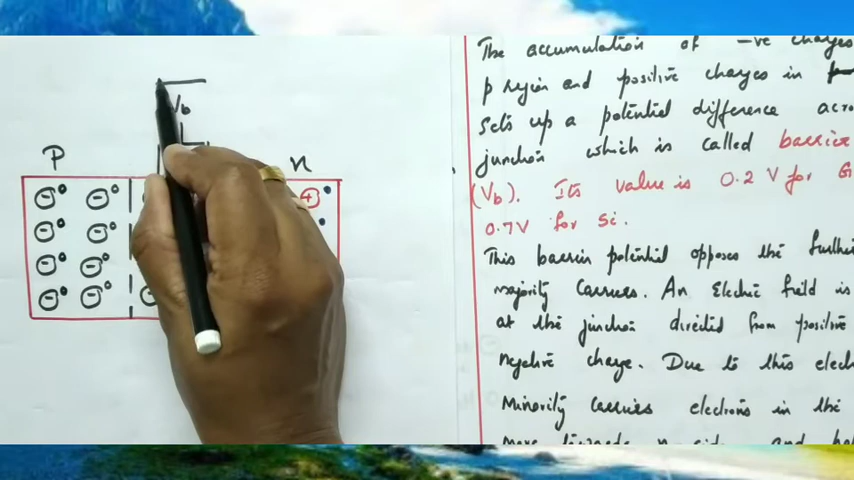 P
Vb
n
The accumulation of -ve charges
p region and positive charges in
sets up a potential difference
junction which is called
(Vb). Its value is 0.2 V for
0.7V for Si.
This barrier potential opposes the
majority carriers. An Electric field is
at the junction directed from positive
negative charge. Due to this
Minority carriers electrons in the